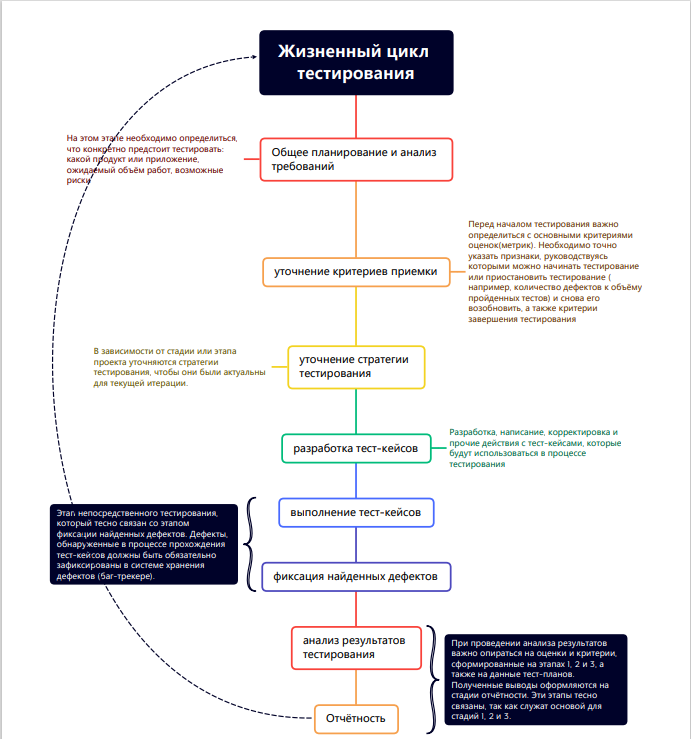 Жизненный цикл
тестирования
На этом этапе необходимо определиться,
что конкретно предстоит тестировать:
какой продукт или приложение,
ожидаемый объём работ, возможные
риски
Общее планирование и анализ
требований
Перед началом тестирования важно
определиться с основными критериями
оценок(метрик). Необходимо точно
указать признаки, руководствуясь
которыми можно начинать тестирование
или приостановить тестирование (
например, количество дефектов к объёму
пройденных тестов) и снова его
возобновить, а также критерии
завершения тестирования
уточнение критериев приемки
В зависимости от стадии или этапа
проекта уточняются стратегии
тестирования, чтобы они были актуальны
для текущей итерации.
уточнение стратегии
тестирования
разработка тест-кейсов
Разработка, написание, корректировка и
прочие действия с тест-кейсами, которые
будут использоваться в процессе
тестирования
выполнение тест-кейсов
Этап непосредственного тестирования,
который тесно связан со этапом
фиксации найденных дефектов. Дефекты,
обнаруженные в процессе прохождения
тест-кейсов должны быть обязательно
зафиксированы в системе хранения
дефектов (баг-трекере).
фиксация найденных дефектов
анализ результатов
тестирования
При проведении анализа результатов
важно опираться на оценки и критерии,
сформированные на этапах 1, 2 и 3, а
также на данные тест-планов.
Полученные выводы оформляются на
стадии отчётности. Эти этапы тесно
связаны, так как служат основой для
стадий 1, 2 и 3.
Отчётность